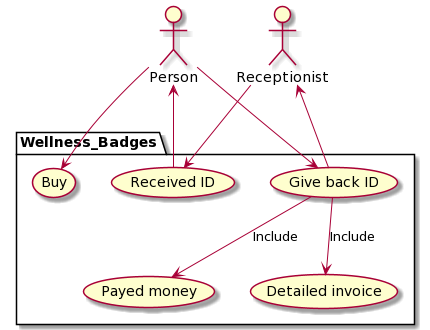 Person
Receptionist
Wellness_Badges
Buy
Received ID
Give back ID
Include
Include
Payed money
Detailed invoice